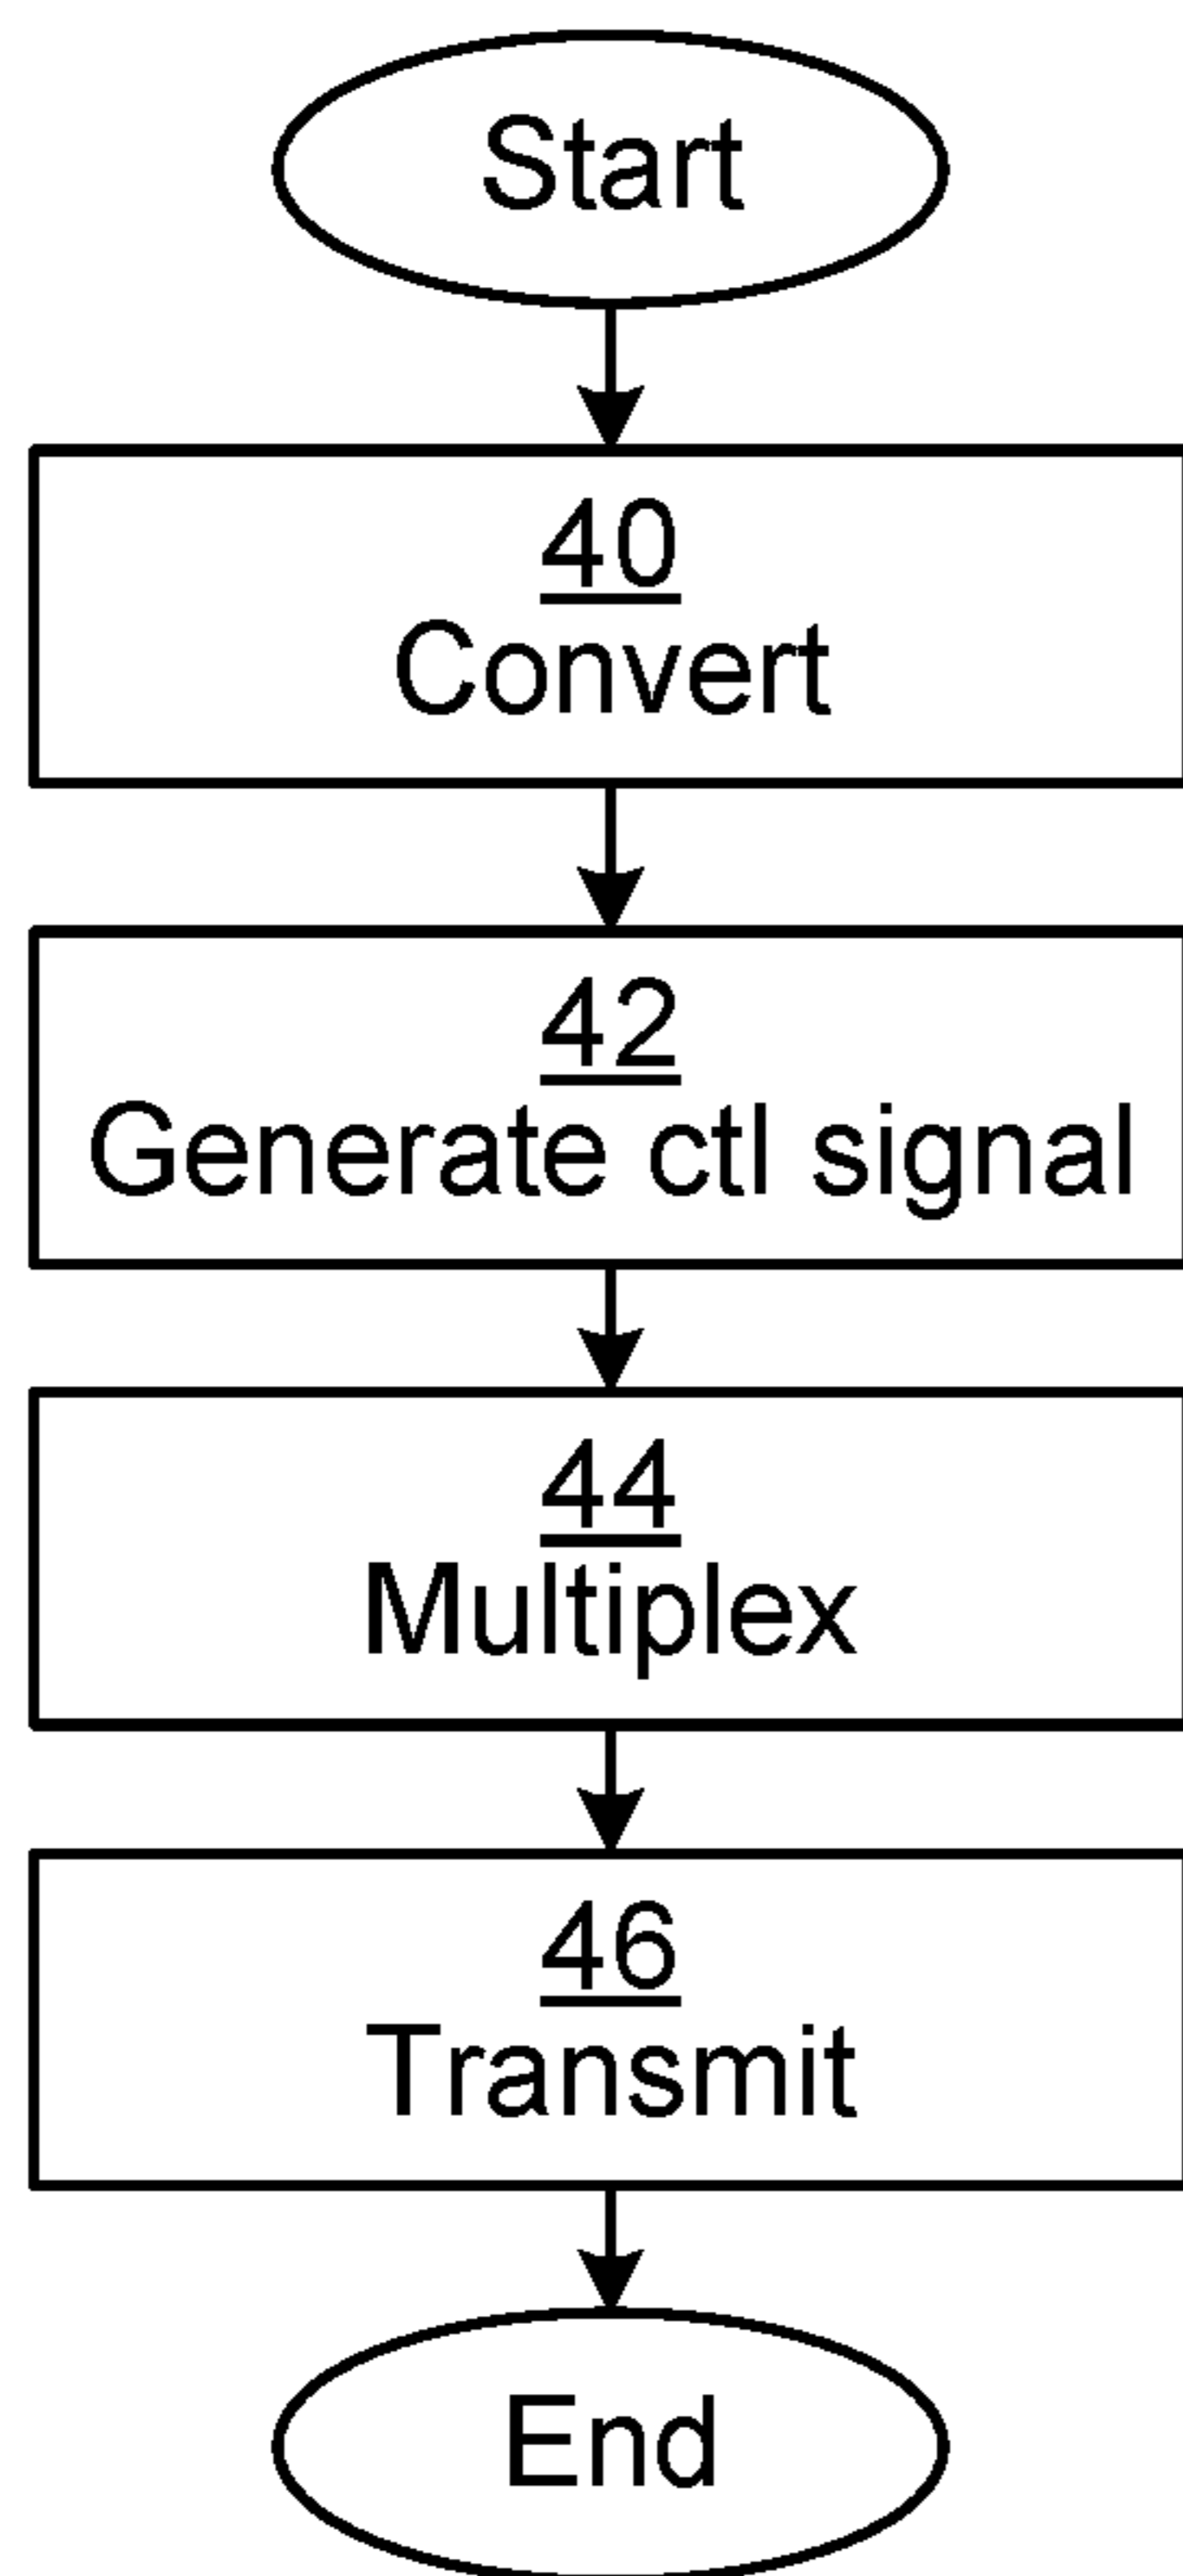 Start
40
Convert
42
Generate ctl signal
44
Multiplex
46
Transmit
End